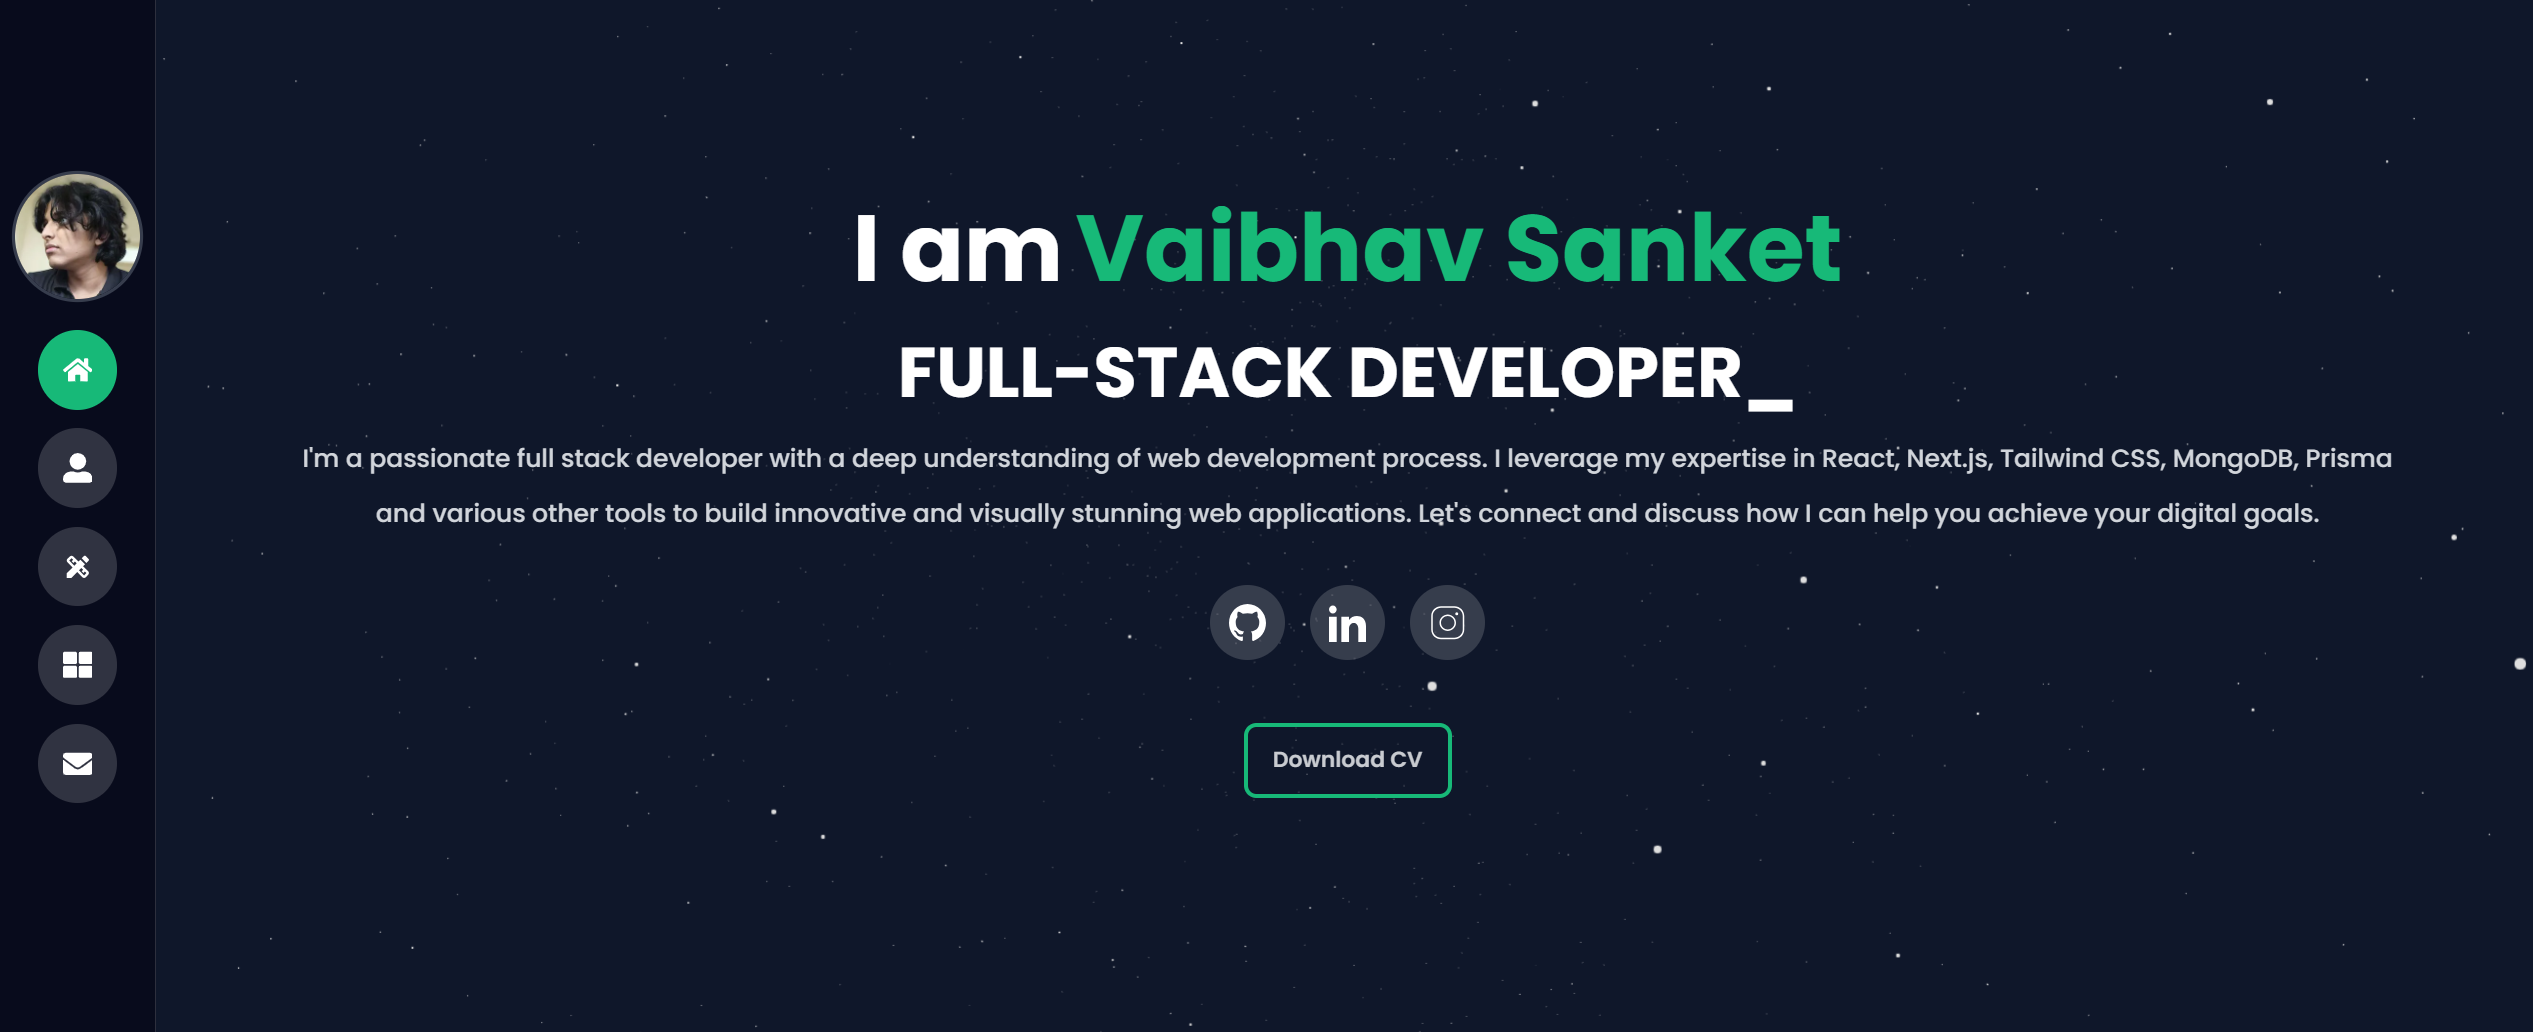 I am Vaibhav Sanket
FULL-STACK DEVELOPER_
I'm a passionate full stack developer with a deep understanding of web development process. I leverage my expertise in React, Next.js, Tailwind CSS, MongoDB, Prisma
and various other tools to build innovative and visually stunning web applications. Let's connect and discuss how I can help you achieve your digital goals.
in
Download CV